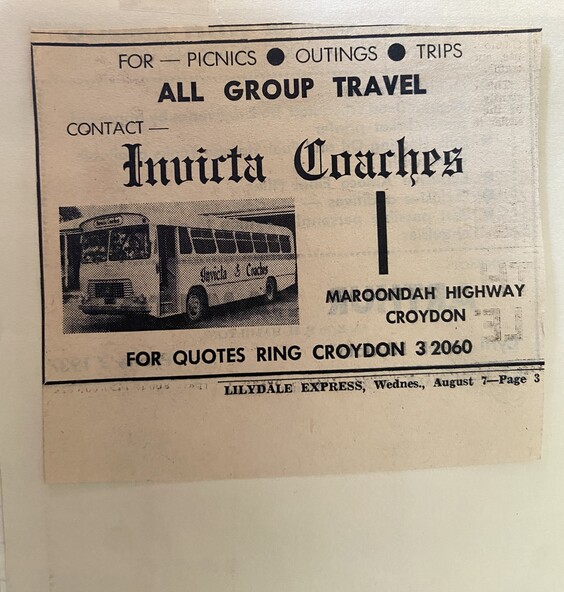 FOR — PICNICS ● OUTINGS ● TRIPS
ALL GROUP TRAVEL
CONTACT —
Invicta Coaches
Invicta Coaches
MAROONDAH HIGHWAY
CROYDON
FOR QUOTES RING CROYDON 3 2060
LILYDALE EXPRESS, Wednes., August 7—Page 3